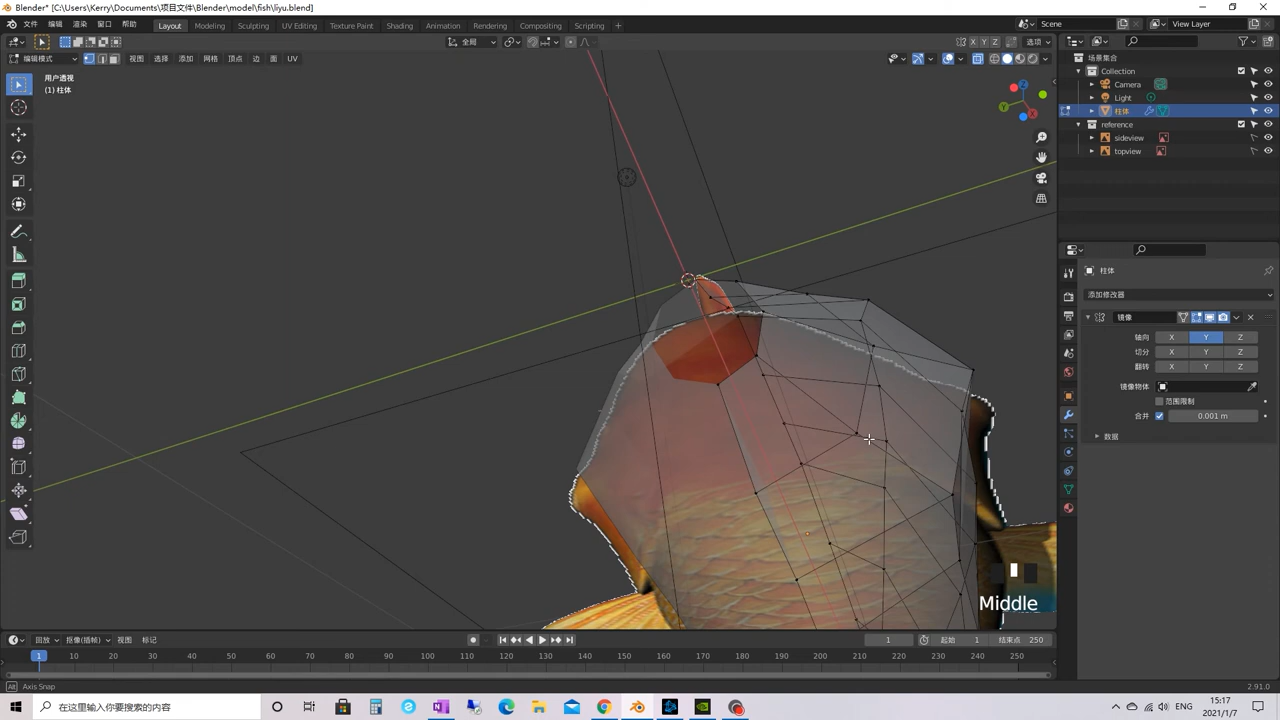 Blender* [C:\Users\Kerry\Documents\项目文件\Blender\model\fish\liyu.blend]
文件 编辑 渲染 窗口 帮助 Layout Modeling Sculpting UV Editing Texture Paint Shading Animation Rendering Compositing Scripting +
Scene
View Layer
全局
X Y Z
选项
编辑模式 视图 选择 添加 网格 顶点 边 面 UV
用户透视
(1) 柱体
场景集合
Collection
Camera
Light
柱体
reference
sideview
topview
柱体
添加修改器
镜像
轴向 X Y Z
切分 X Y Z
翻转 X Y Z
镜像物体
范围限制
合并 0.001 m
数据
Z
Y
X
Middle
回放 抠像(插帧) 视图 标记
1
起始 1
结束点 250
1 10 20 30 40 50 60 70 80 90 100 110 120 130 140 150 160 170 180 190 200 210 220 230 240 250
Alt Axis Snap
2.91.0
在这里输入你要搜索的内容
ENG
15:17
2021/1/7